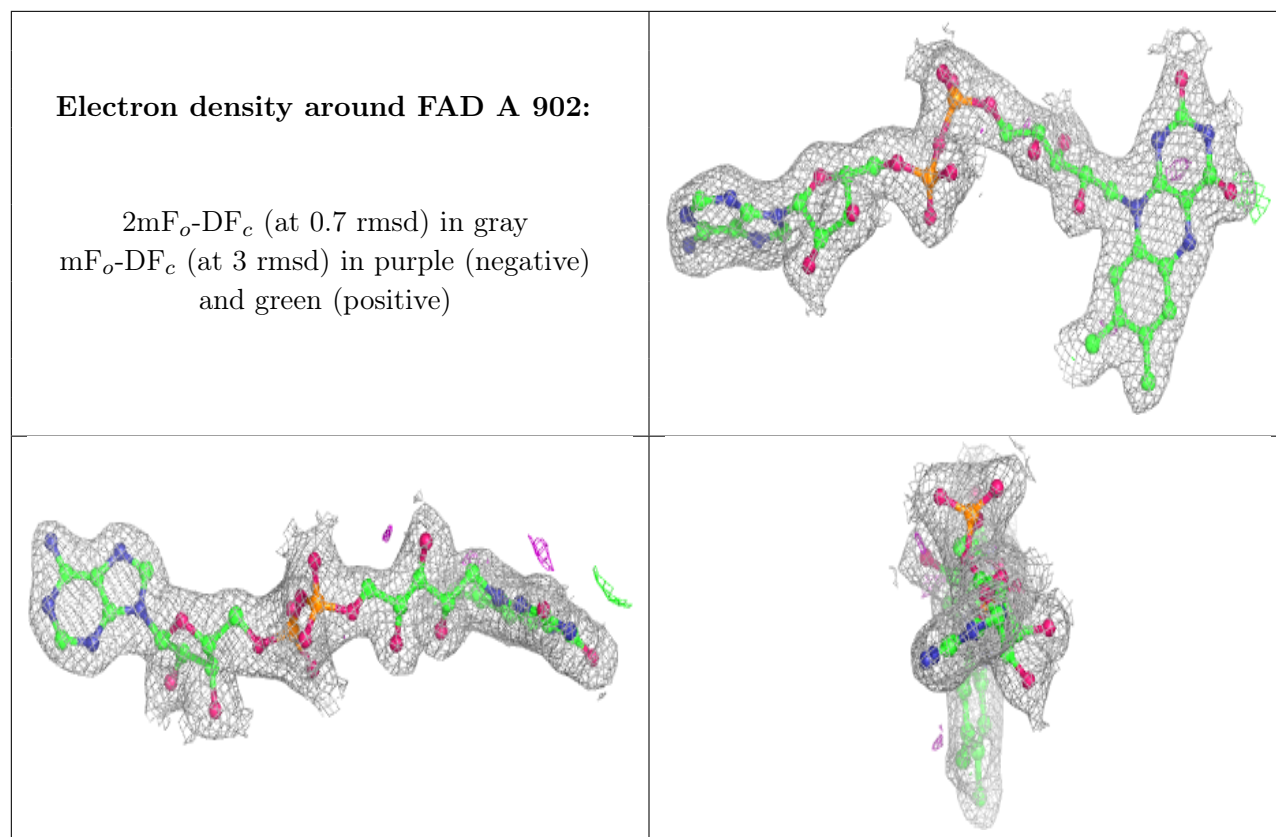 Electron density around FAD A 902:
2mFo-DFc (at 0.7 rmsd) in gray
mFo-DFc (at 3 rmsd) in purple (negative)
and green (positive)